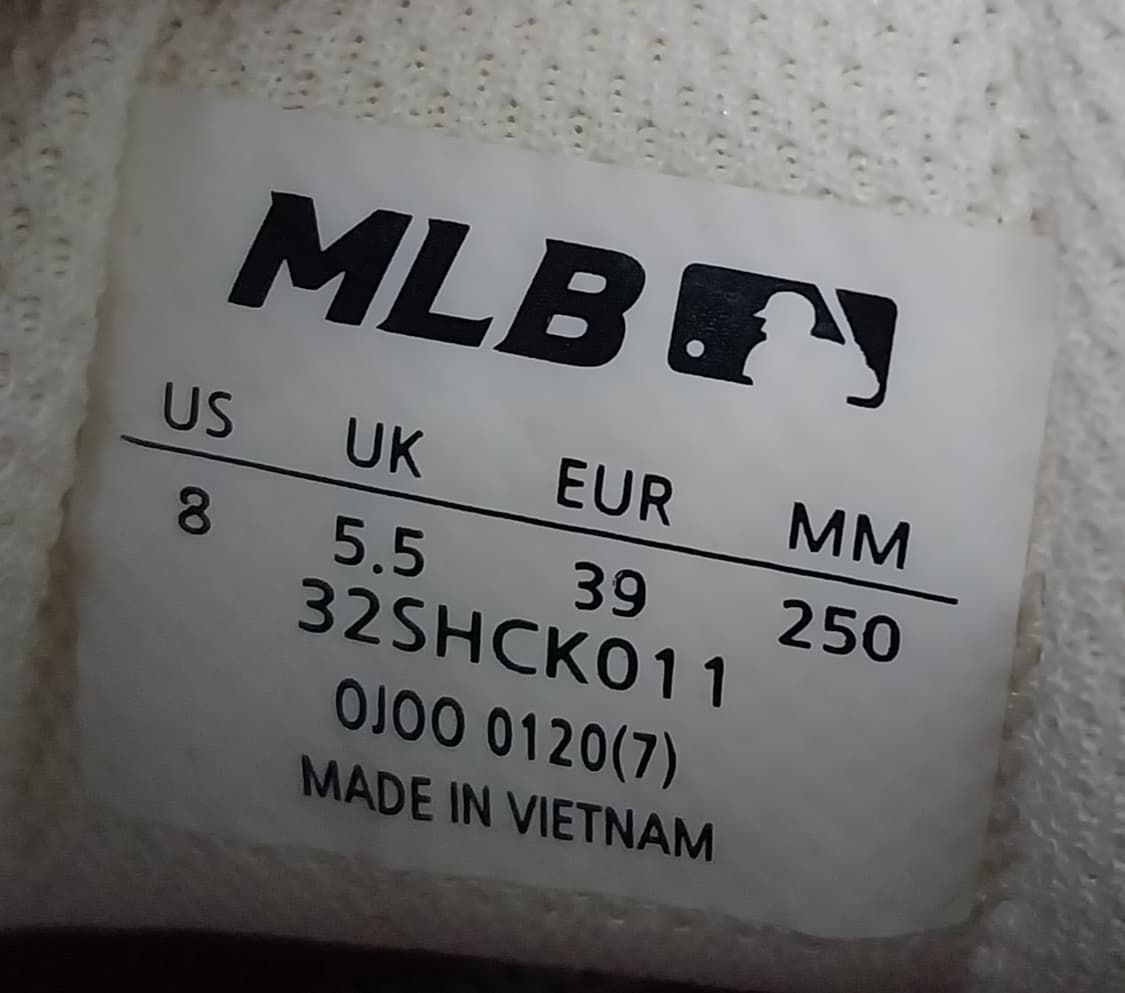 MLB
US UK EUR MM
8 5.5 39 250
32SHCK011
0J00 0120(7)
MADE IN VIETNAM